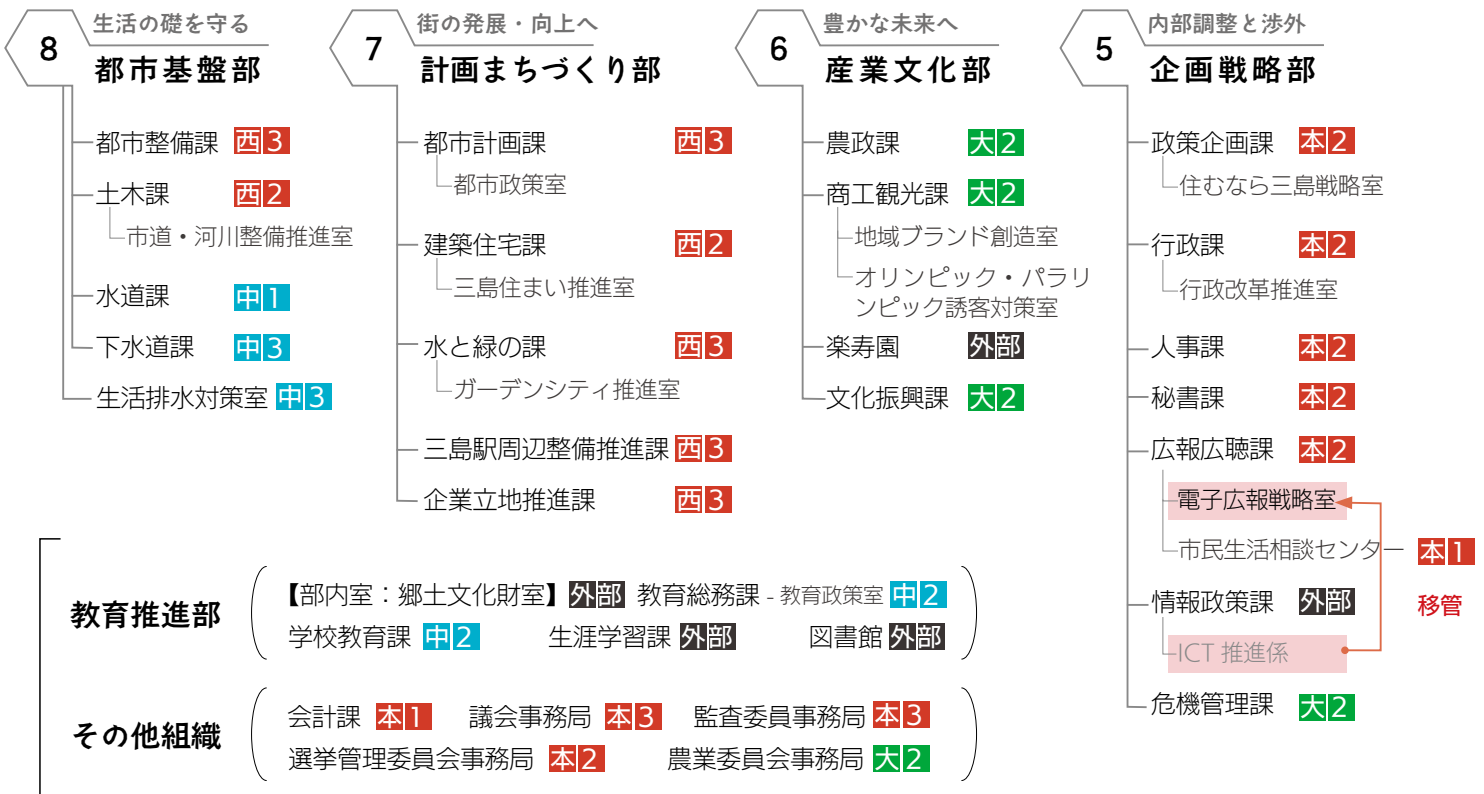 8
生活の礎を守る
都市基盤部
都市整備課 西3
土木課 西2
市道・河川整備推進室
水道課 中1
下水道課 中3
生活排水対策室 中3
7
街の発展・向上へ
計画まちづくり部
都市計画課 西3
都市政策室
建築住宅課 西2
三島住まい推進室
水と緑の課 西3
ガーデンシティ推進室
三島駅周辺整備推進課 西3
企業立地推進課 西3
6
豊かな未来へ
産業文化部
農政課 大2
商工観光課 大2
地域ブランド創造室
オリンピック・パラリ
ンピック誘客対策室
楽寿園 外部
文化振興課 大2
5
内部調整と渉外
企画戦略部
政策企画課 本2
住むなら三島戦略室
行政課 本2
行政改革推進室
人事課 本2
秘書課 本2
広報広聴課 本2
電子広報戦略室
市民生活相談センター 本1
情報政策課 外部 移管
ICT 推進係
危機管理課 大2
教育推進部
【部内室：郷土文化財室】 外部 教育総務課 - 教育政策室 中2
学校教育課 中2 生涯学習課 外部 図書館 外部
その他組織
会計課 本1 議会事務局 本3 監査委員事務局 本3
選挙管理委員会事務局 本2 農業委員会事務局 大2